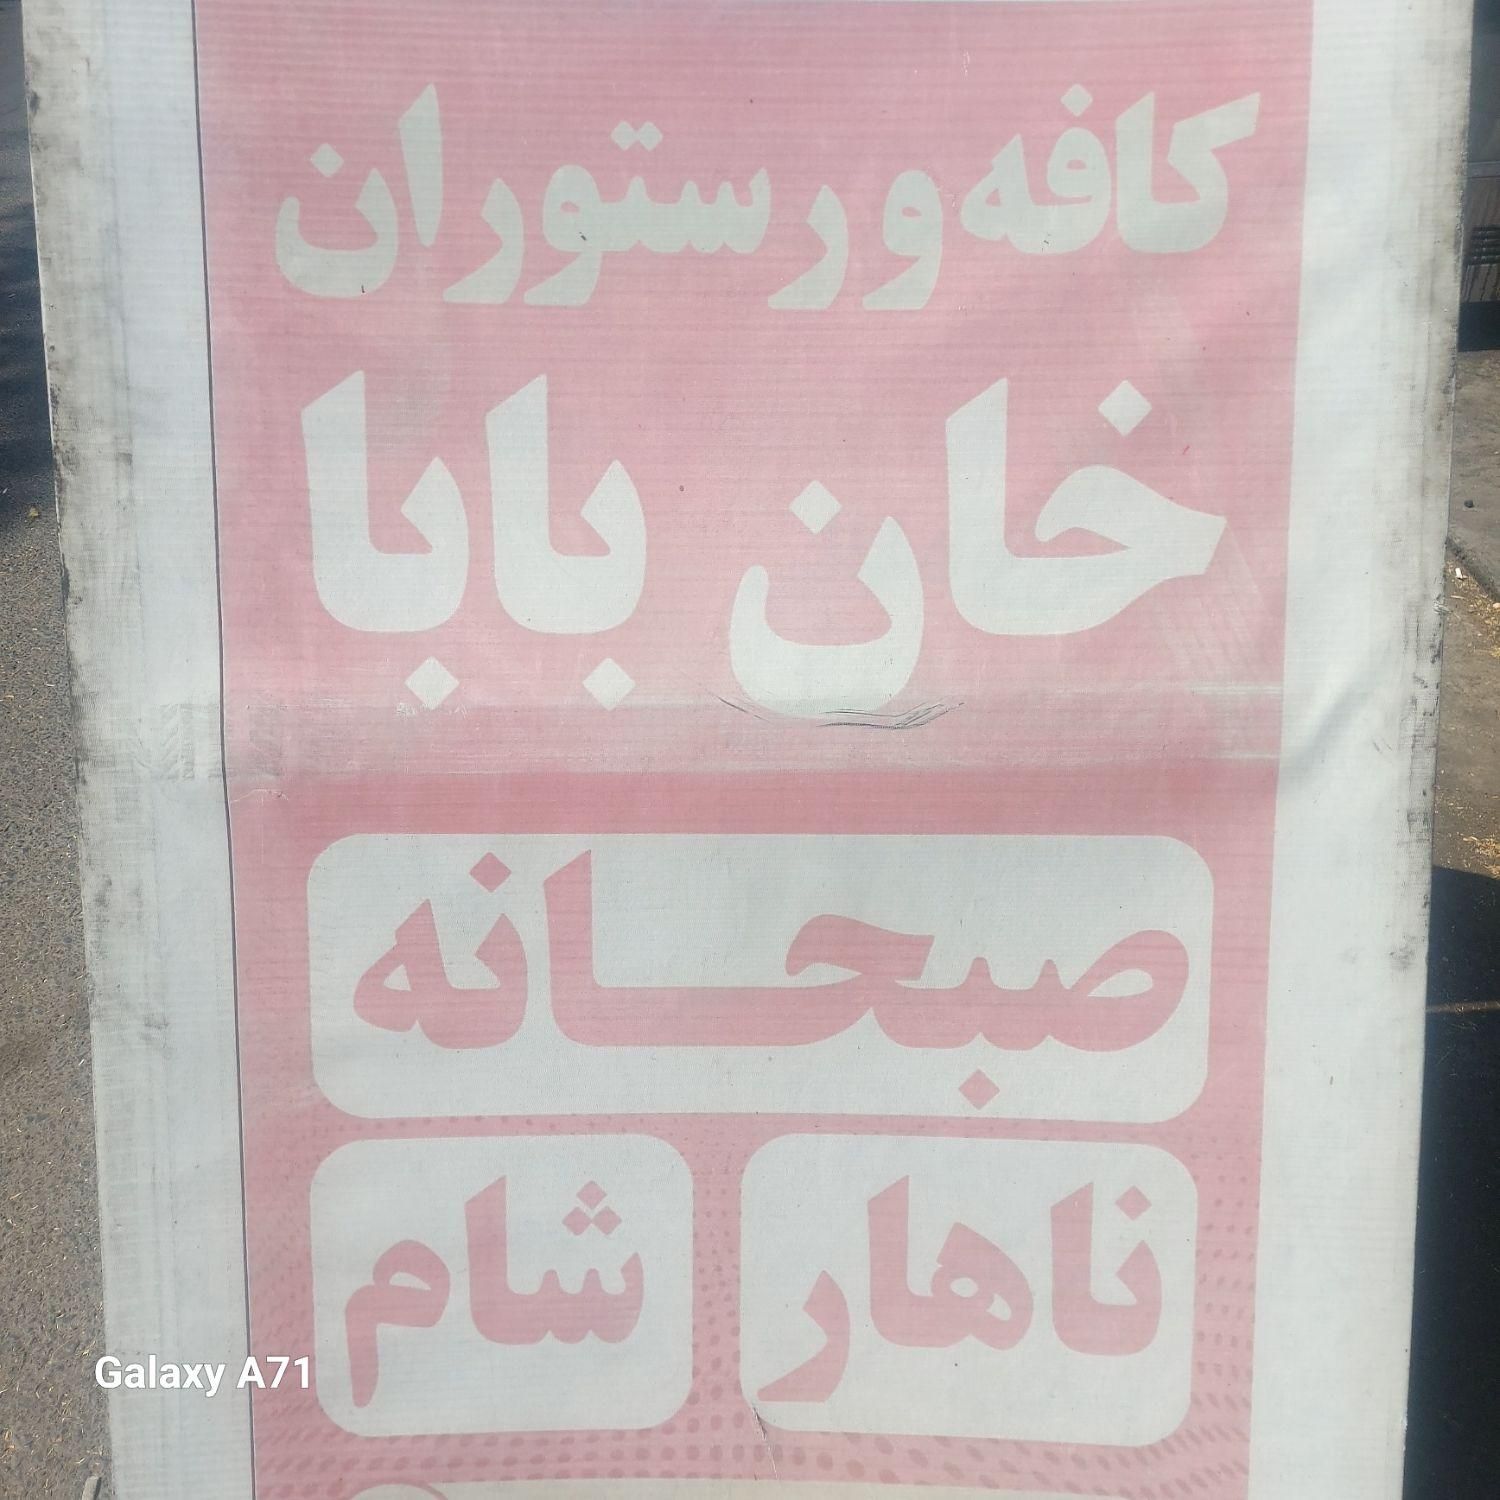 کافه و رستوران
خان بابا
صبحانه
ناهار شام
Galaxy A71